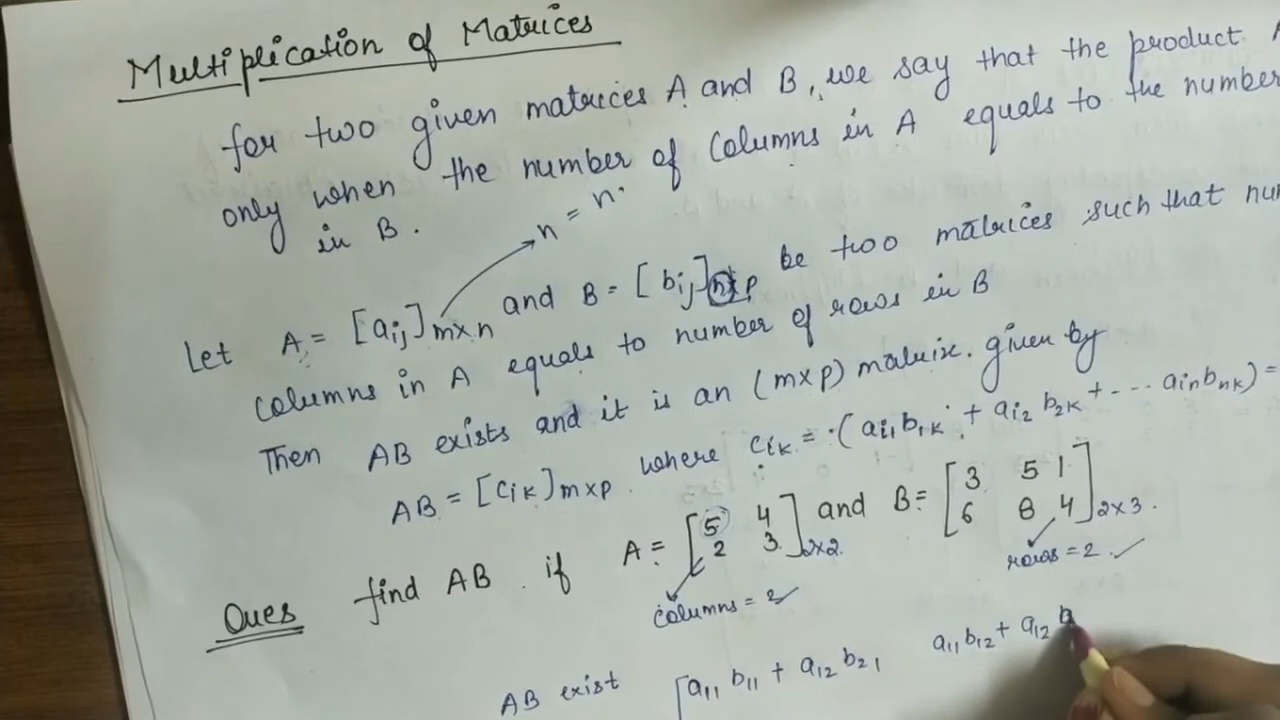 Multiplication of Matrices
for two given matrices A and B, we say that the product
only when the number of columns in A equals to the number
in B.
n = n.
Let A = [aij]m×n and B = [bij]n×p be two matrices such that
columns in A equals to number of rows in B
Then AB exists and it is an (m×p) matrix. given by
AB = [cik]m×p where cik = (ai1 b1k + ai2 b2k + --- ain bnk) =
Ques find AB if A = [5 4 and B = [3 5 1
2 3]2×2 6 8 4]2×3.
columns = 2 ✓ rows = 2 ✓
AB exist [a11 b11 + a12 b21 a11 b12 + a12